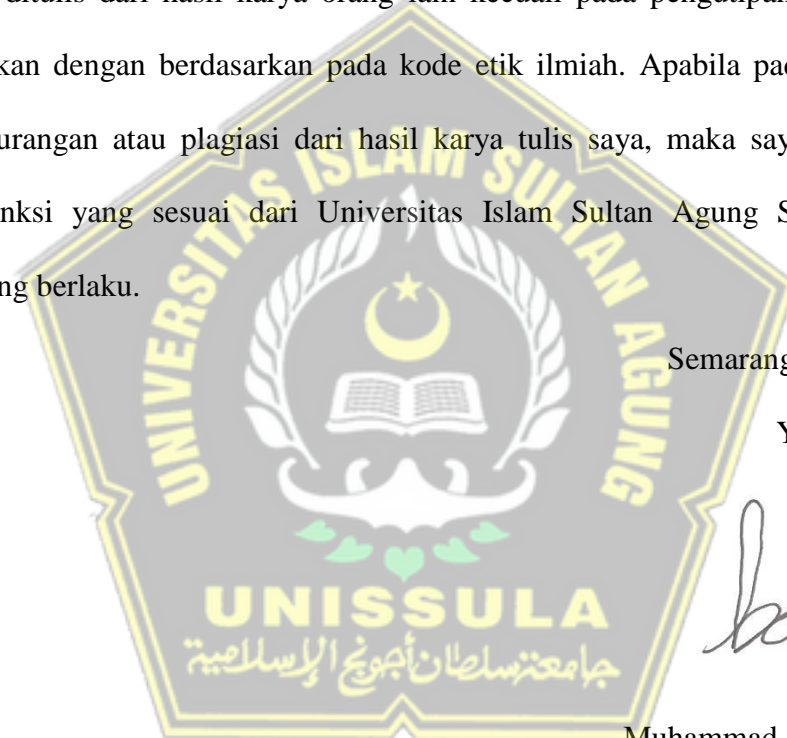 ditulis dari hasil karya orang lain kecuali pada pengutipan
kan dengan berdasarkan pada kode etik ilmiah. Apabila pad
urangan atau plagiasi dari hasil karya tulis saya, maka say
nksi yang sesuai dari Universitas Islam Sultan Agung S
ng berlaku.
UNIVERSITAS ISLAM SULTAN AGUNG
Semarang
Y
UNISSULA
جامعتنسلطان أجونج الإسلامية
Muhammad